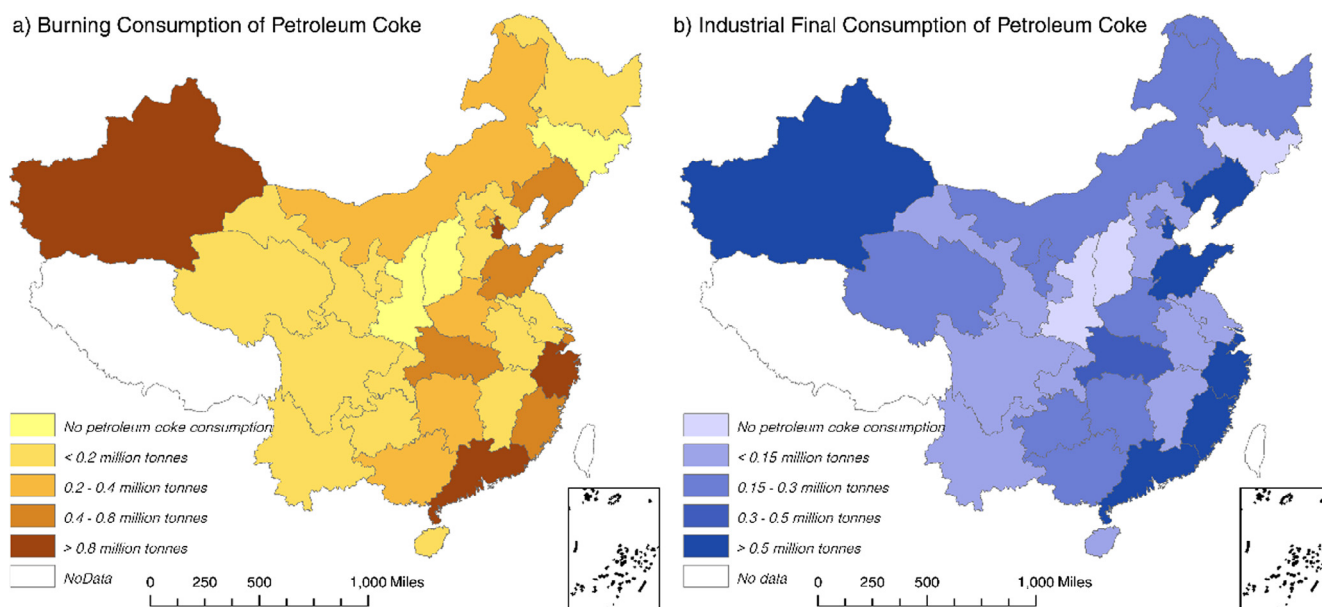 a) Burning Consumption of Petroleum Coke
No petroleum coke consumption
< 0.2 million tonnes
0.2 - 0.4 million tonnes
0.4 - 0.8 million tonnes
> 0.8 million tonnes
NoData
0 250 500 1,000 Miles
b) Industrial Final Consumption of Petroleum Coke
No petroleum coke consumption
< 0.15 million tonnes
0.15 - 0.3 million tonnes
0.3 - 0.5 million tonnes
> 0.5 million tonnes
No data
0 250 500 1,000 Miles